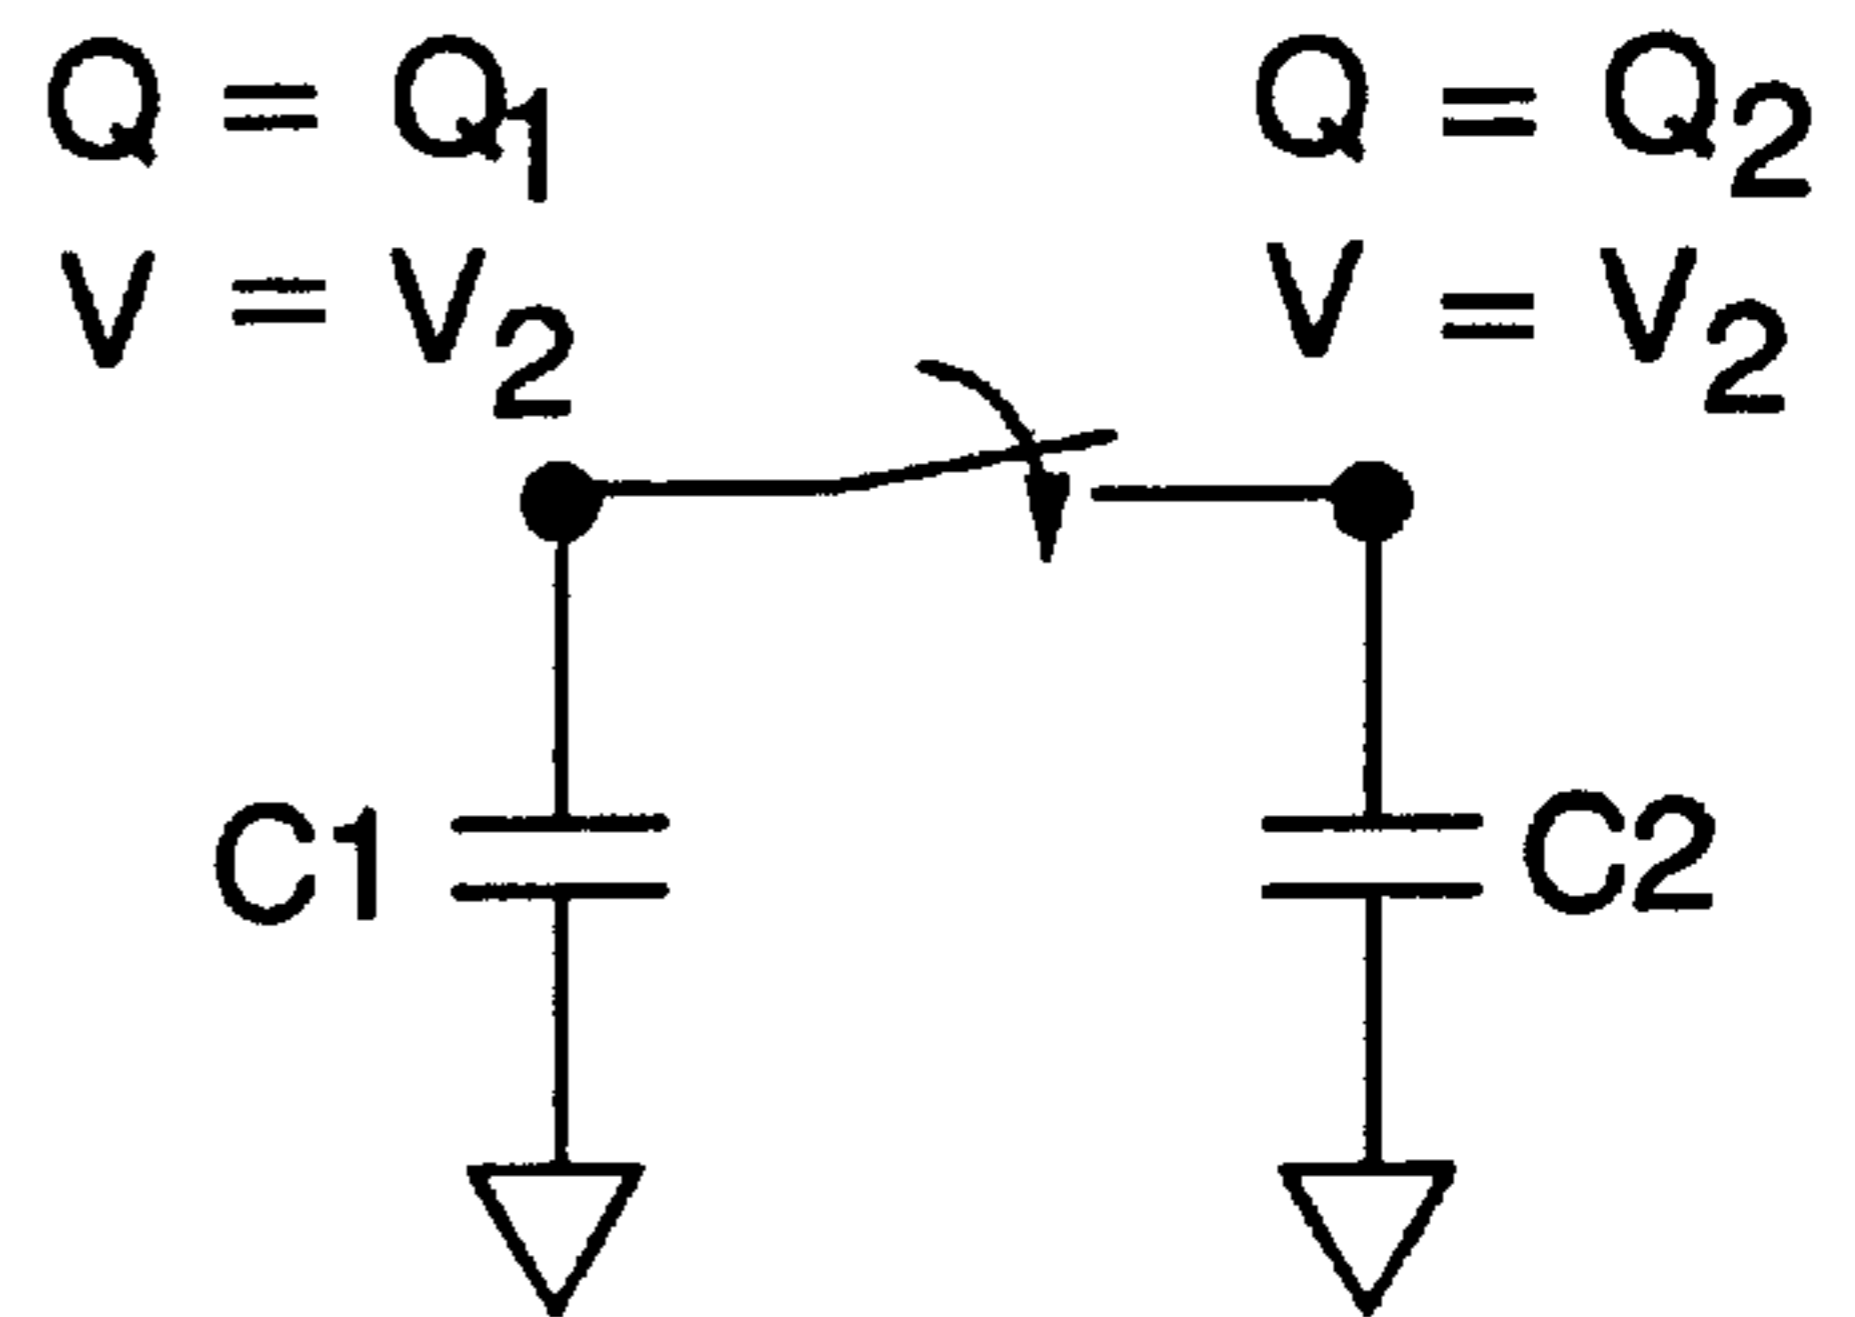 Q = Q1
V = V2
Q = Q2
V = V2
C1
C2